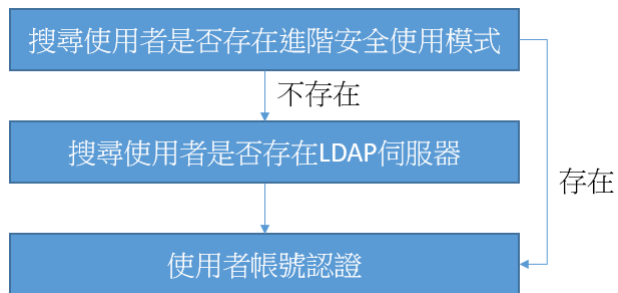 搜尋使用者是否存在進階安全使用模式
不存在
搜尋使用者是否存在LDAP伺服器
存在
使用者帳號認證